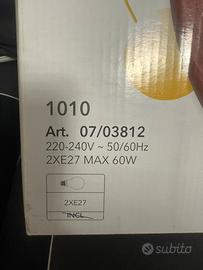 1010
Art. 07/03812
220-240V ~ 50/60Hz
2XE27 MAX 60W
2XE27
INCL.
subito